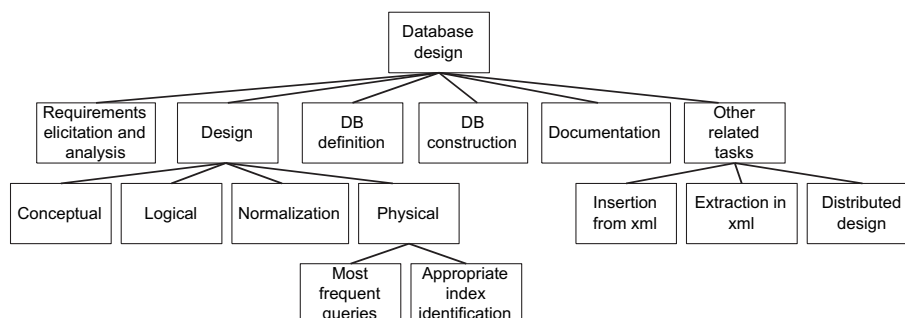 Database
design
Requirements
elicitation and
analysis
Design
DB
definition
DB
construction
Documentation
Other
related
tasks
Conceptual
Logical
Normalization
Physical
Insertion
from xml
Extraction in
xml
Distributed
design
Most
frequent
queries
Appropriate
index
identification